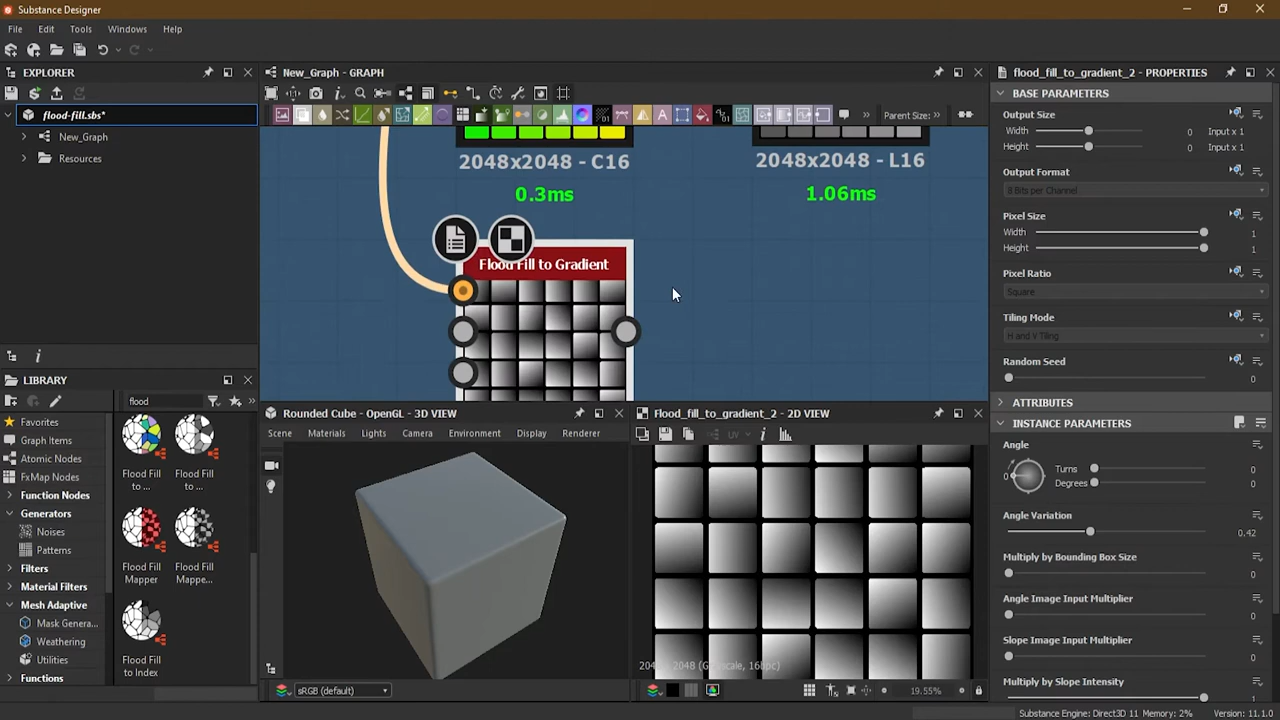 Substance Designer
File Edit Tools Windows Help
EXPLORER
New_Graph - GRAPH
flood_fill_to_gradient_2 - PROPERTIES
flood-fill.sbs*
New_Graph
Resources
Parent Size:
2048x2048 - C16
0.3ms
2048x2048 - L16
1.06ms
Flood Fill to Gradient
BASE PARAMETERS
Output Size
Width 0 Input x 1
Height 0 Input x 1
Output Format
8 Bits per Channel
Pixel Size
Width 1
Height 1
Pixel Ratio
Square
Tiling Mode
H and V Tiling
Random Seed
0
ATTRIBUTES
INSTANCE PARAMETERS
Angle
0 Turns 0
Degrees 0
Angle Variation
0.42
Multiply by Bounding Box Size
0
Angle Image Input Multiplier
0
Slope Image Input Multiplier
0
Multiply by Slope Intensity
1
LIBRARY
flood
Favorites
Graph Items
Atomic Nodes
FxMap Nodes
Function Nodes
Generators
Noises
Patterns
Filters
Material Filters
Mesh Adaptive
Mask Genera...
Weathering
Utilities
Functions
Flood Fill to ...
Flood Fill to ...
Flood Fill Mapper
Flood Fill Mappe...
Flood Fill to Index
Rounded Cube - OpenGL - 3D VIEW
Scene Materials Lights Camera Environment Display Renderer
sRGB (default)
Flood_fill_to_gradient_2 - 2D VIEW
UV
2048 x 2048 (Grayscale, 16bpc)
19.55%
Substance Engine: Direct3D 11 Memory: 2% Version: 11.1.0